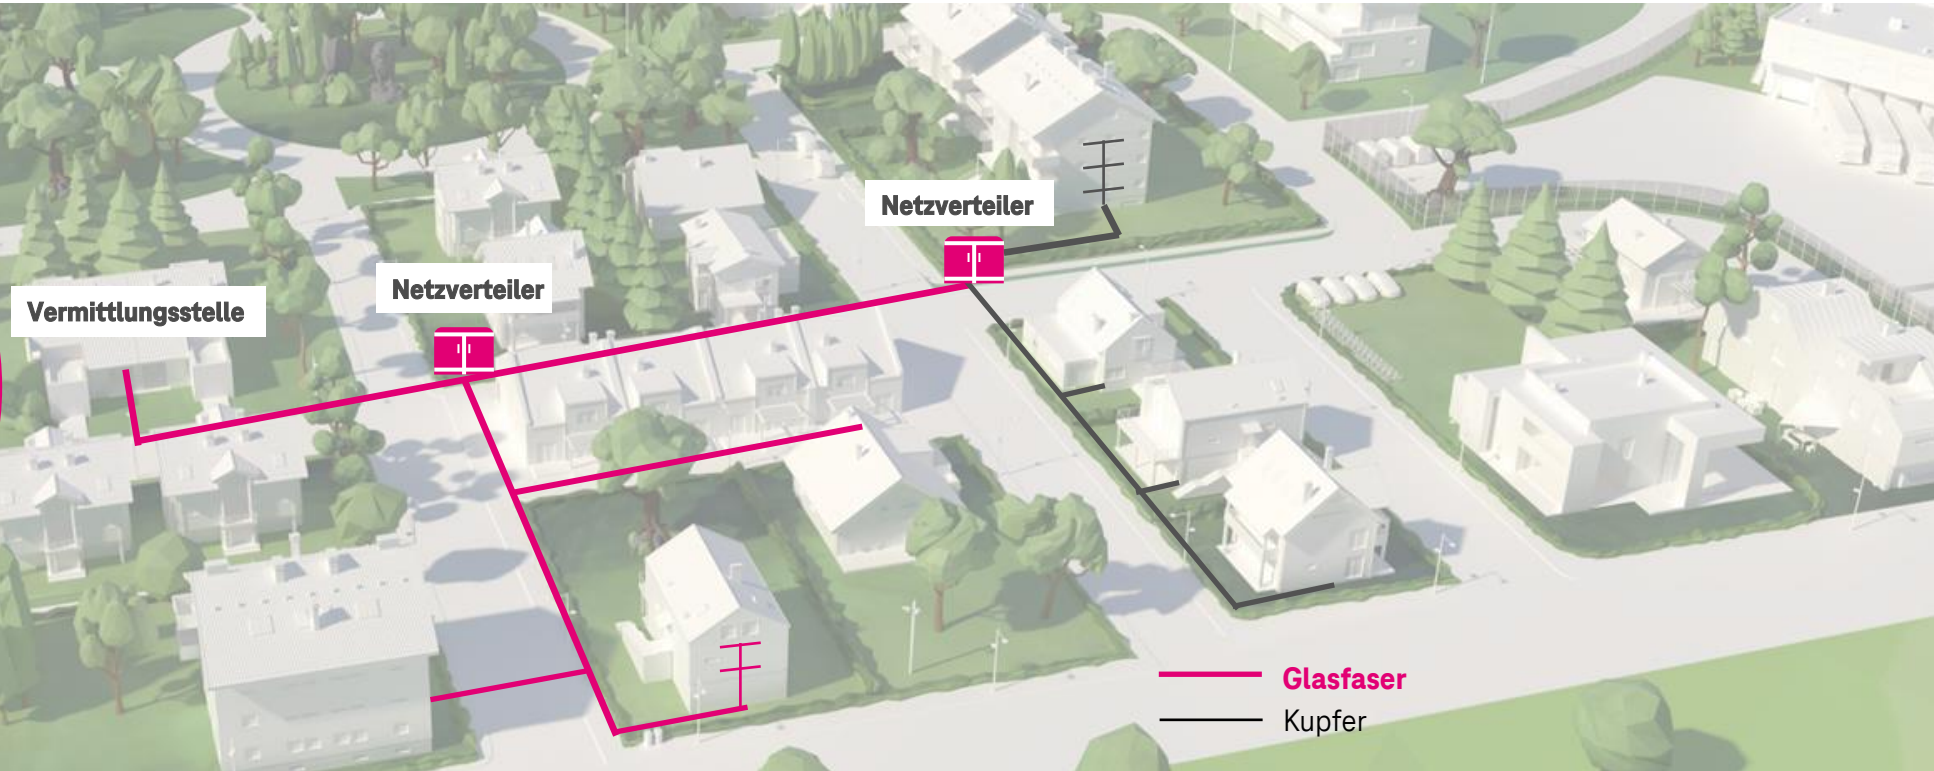 Netzverteiler
Netzverteiler
Vermittlungsstelle
Glasfaser
Kupfer